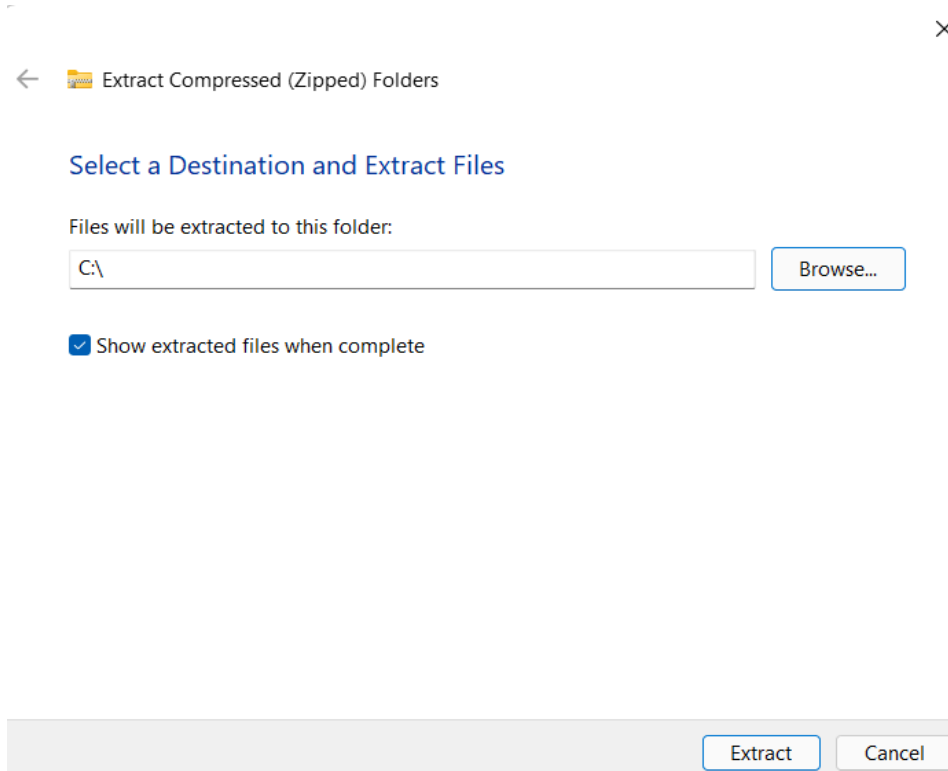 Extract Compressed (Zipped) Folders
Select a Destination and Extract Files
Files will be extracted to this folder:
C:\
Browse...
Show extracted files when complete
Extract
Cancel